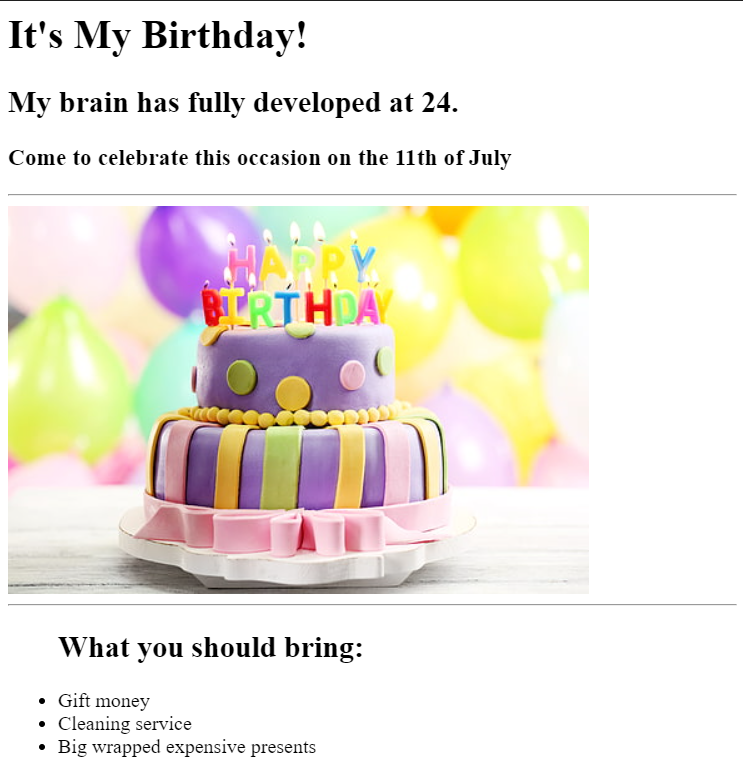 It's My Birthday!
My brain has fully developed at 24.
Come to celebrate this occasion on the 11th of July
HAPPY
BIRTHDAY
What you should bring:
Gift money
Cleaning service
Big wrapped expensive presents